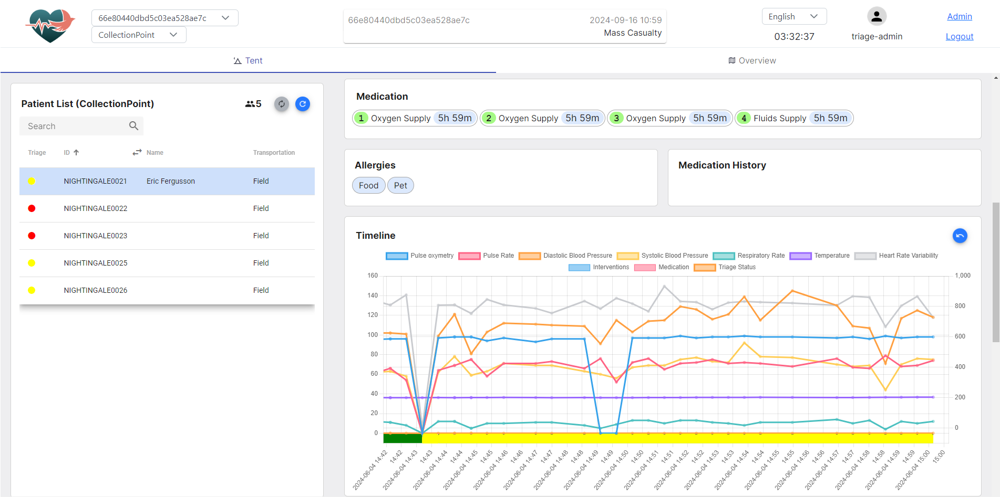 66e80440dbd5c03ea528ae7c
CollectionPoint
66e80440dbd5c03ea528ae7c 2024-09-16 10:59
Mass Casualty
English
03:32:37
triage-admin
Admin
Logout
Tent
Overview
Patient List (CollectionPoint) 5
Search
Triage ID Name Transportation
NIGHTINGALE0021 Eric Fergusson Field
NIGHTINGALE0022 Field
NIGHTINGALE0023 Field
NIGHTINGALE0025 Field
NIGHTINGALE0026 Field
Medication
1 Oxygen Supply 5h 59m 2 Oxygen Supply 5h 59m 3 Oxygen Supply 5h 59m 4 Fluids Supply 5h 59m
Allergies
Food Pet
Medication History
Timeline
Pulse oxymetry Pulse Rate Diastolic Blood Pressure Systolic Blood Pressure Respiratory Rate Temperature Heart Rate Variability
Interventions Medication Triage Status
160 1,000
140
800
120
100 600
80
400
60
40
200
20
0 0
2024-06-04 14:42
14:42
2024-06-04 14:43
14:43
2024-06-04 14:44
14:44
2024-06-04 14:45
14:45
2024-06-04 14:46
14:46
2024-06-04 14:47
14:47
2024-06-04 14:48
14:48
2024-06-04 14:49
14:49
2024-06-04 14:50
14:50
2024-06-04 14:51
14:51
2024-06-04 14:52
14:52
2024-06-04 14:53
14:53
2024-06-04 14:54
14:54
2024-06-04 14:55
14:55
2024-06-04 14:56
14:56
2024-06-04 14:57
14:57
2024-06-04 14:58
14:58
2024-06-04 14:59
14:59
2024-06-04 15:00
15:00